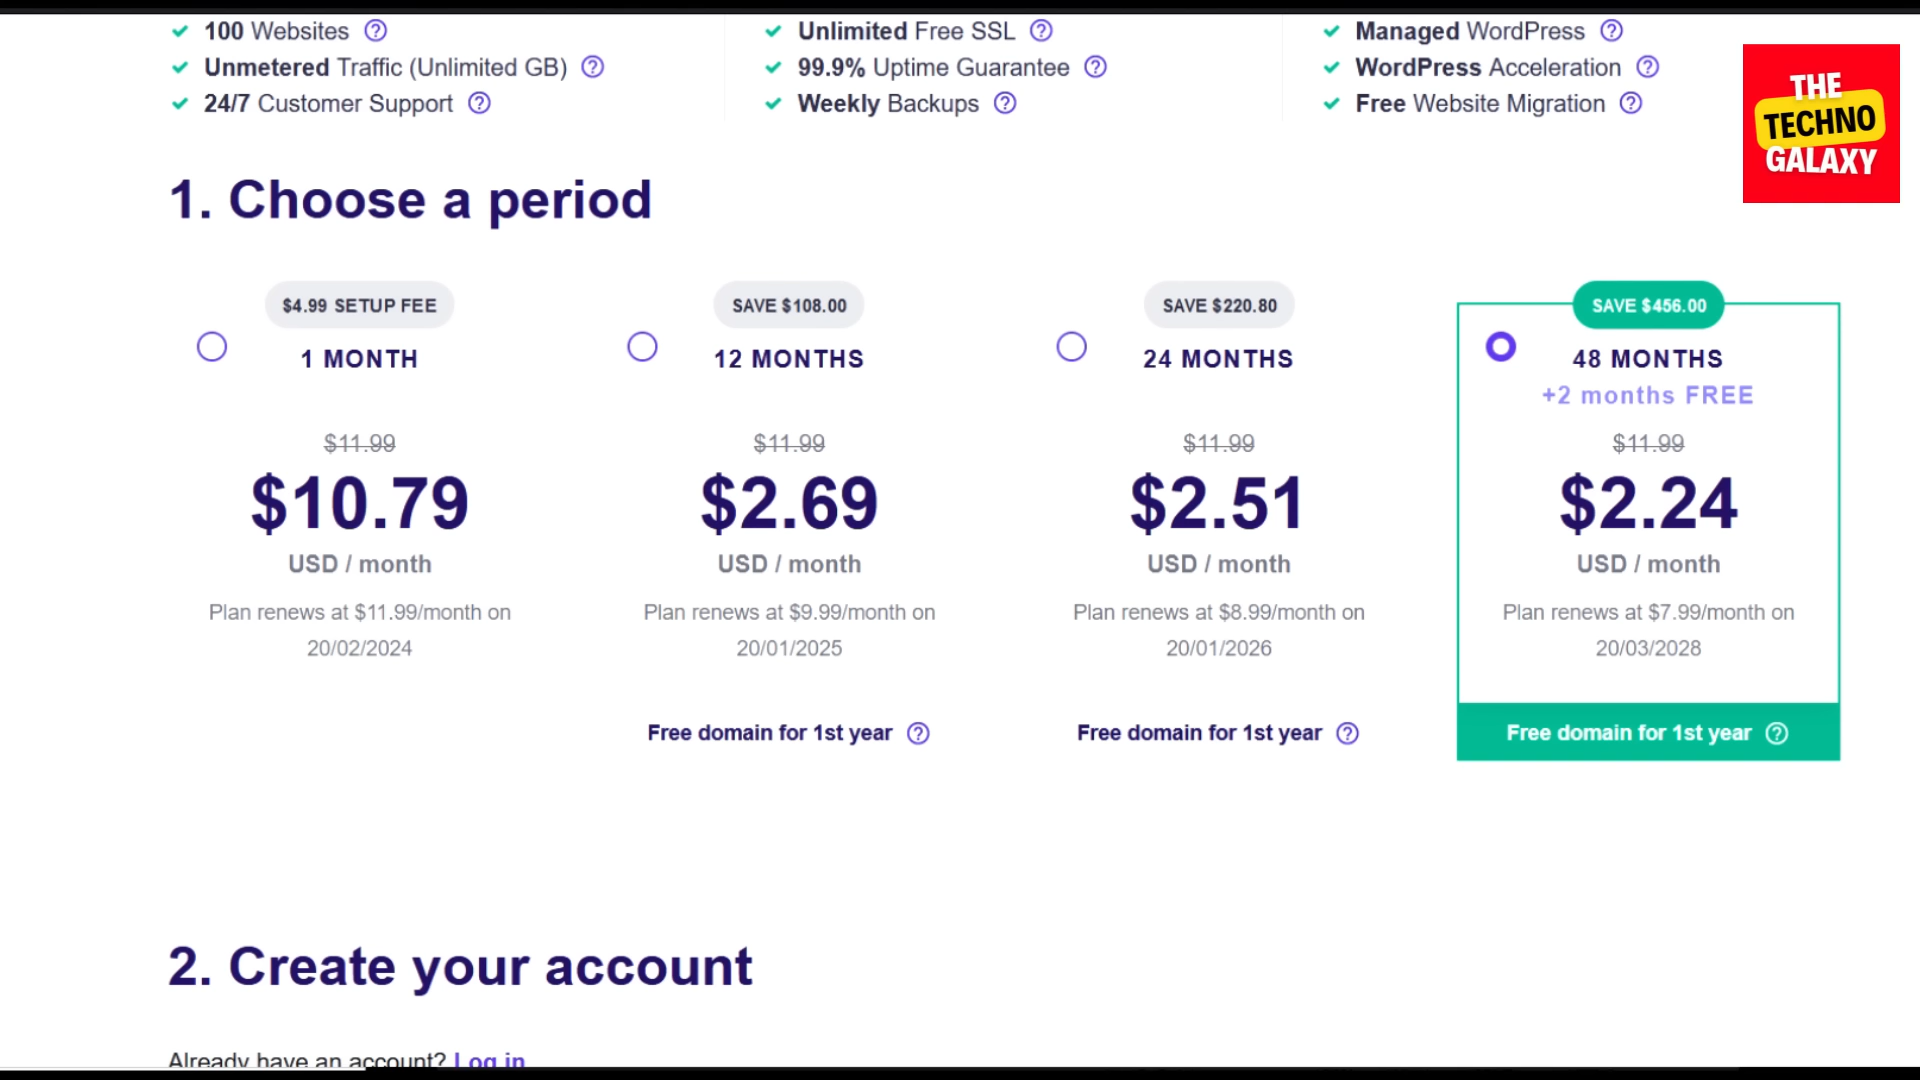 100 Websites
Unlimited Free SSL
Managed WordPress
Unmetered Traffic (Unlimited GB)
99.9% Uptime Guarantee
WordPress Acceleration
24/7 Customer Support
Weekly Backups
Free Website Migration
THE
TECHNO
GALAXY
1. Choose a period
$4.99 SETUP FEE
1 MONTH
$11.99
$10.79
USD / month
Plan renews at $11.99/month on
20/02/2024
SAVE $108.00
12 MONTHS
$11.99
$2.69
USD / month
Plan renews at $9.99/month on
20/01/2025
Free domain for 1st year
SAVE $220.80
24 MONTHS
$11.99
$2.51
USD / month
Plan renews at $8.99/month on
20/01/2026
Free domain for 1st year
SAVE $456.00
48 MONTHS
+2 months FREE
$11.99
$2.24
USD / month
Plan renews at $7.99/month on
20/03/2028
Free domain for 1st year
2. Create your account
Already have an account? Log in